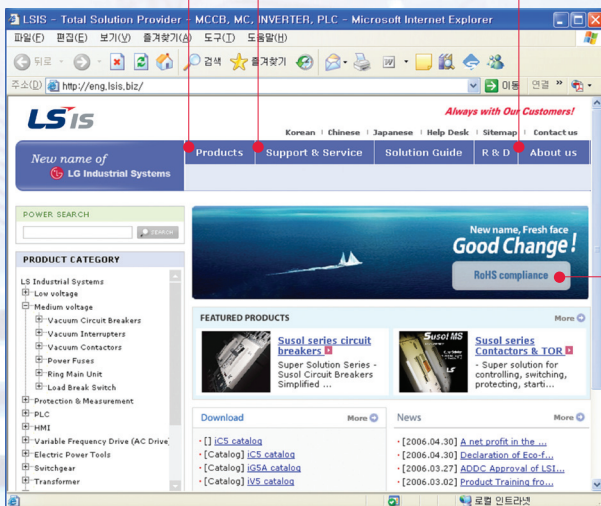 LSIS - Total Solution Provider - MCCB, MC, INVERTER, PLC - Microsoft Internet Explorer
파일(F) 편집(E) 보기(V) 즐겨찾기(A) 도구(T) 도움말(H)
뒤로 검색 즐겨찾기
주소(D) http://eng.lsis.biz/ 이동 연결 »
LSis
Always with Our Customers!
Korean | Chinese | Japanese | Help Desk | Sitemap | Contact us
New name of
LG Industrial Systems
Products Support & Service Solution Guide R & D About us
POWER SEARCH
SEARCH
PRODUCT CATEGORY
LS Industrial Systems
Low voltage
Medium voltage
Vacuum Circuit Breakers
Vacuum Interrupters
Vacuum Contactors
Power Fuses
Ring Main Unit
Load Break Switch
Protection & Measurement
PLC
HMI
Variable Frequency Drive (AC Drive)
Electric Power Tools
Switchgear
Transformer
New name, Fresh face
Good Change!
RoHS compliance
FEATURED PRODUCTS More
Susol series circuit
breakers
Super Solution Series -
Susol Circuit Breakers
Simplified ...
Susol MS
Susol series
Contactors & TOR
- Super solution for
controlling, switching,
protecting, starti...
Download More
· [] iC5 catalog
· [Catalog] iC5 catalog
· [Catalog] iG5A catalog
· [Catalog] iV5 catalog
News More
· [2006.04.30] A net profit in the ...
· [2006.04.30] Declaration of Eco-f...
· [2006.03.27] ADDC Approval of LSI...
· [2006.03.02] Product Training fro...
로컬 인트라넷